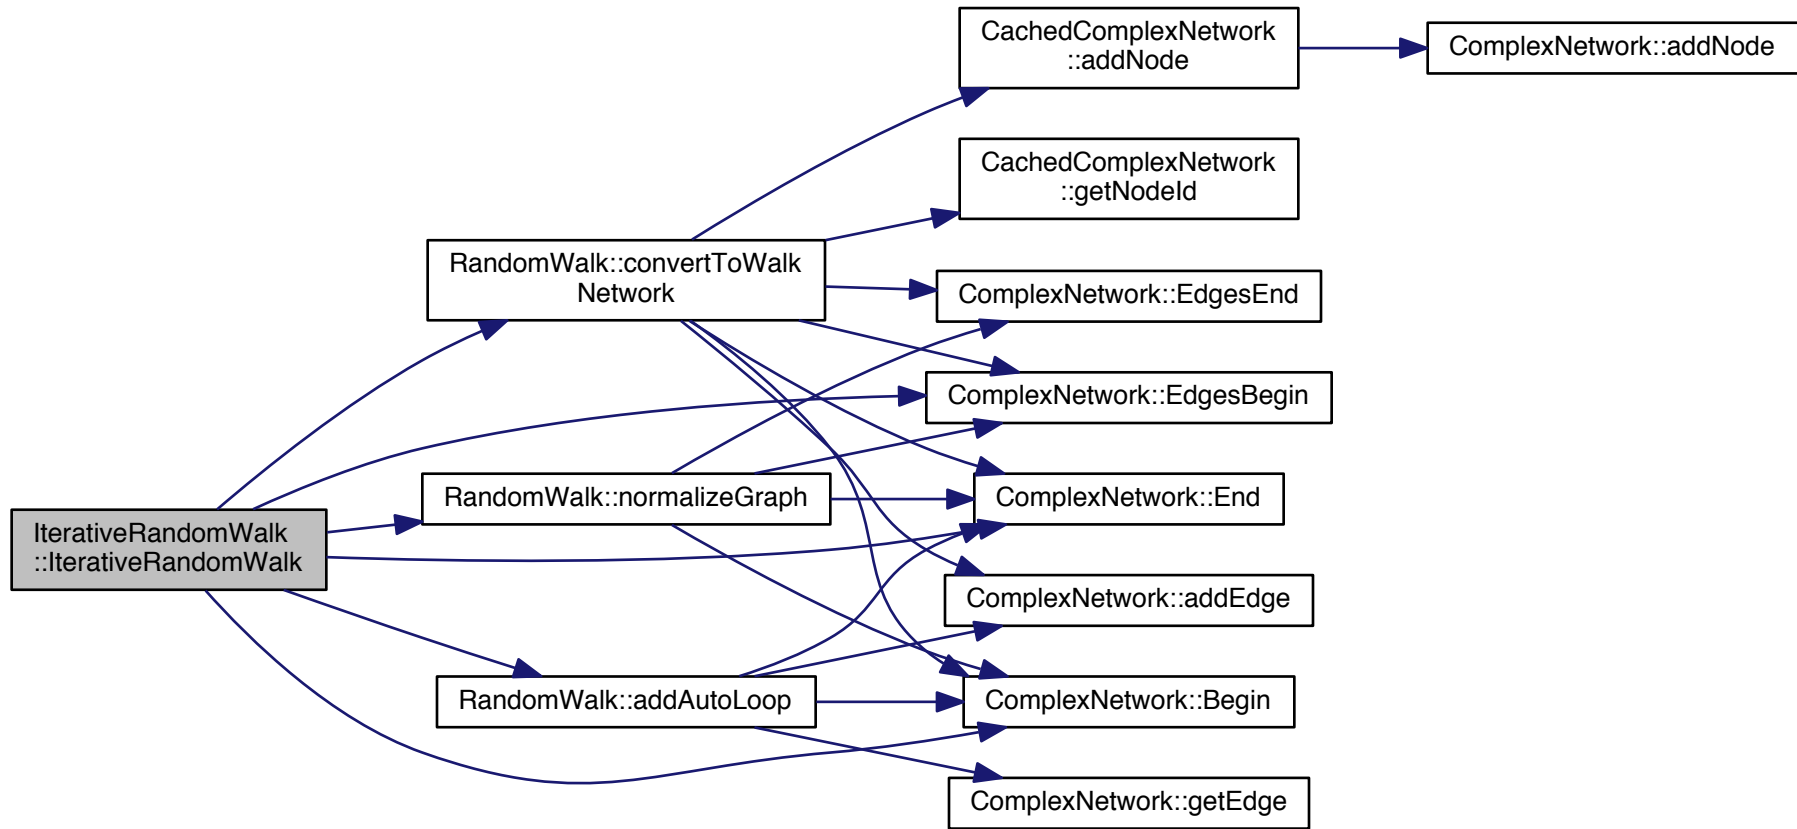 CachedComplexNetwork
::addNode
ComplexNetwork::addNode
CachedComplexNetwork
::getNodeId
RandomWalk::convertToWalk
Network
ComplexNetwork::EdgesEnd
ComplexNetwork::EdgesBegin
RandomWalk::normalizeGraph
ComplexNetwork::End
IterativeRandomWalk
::IterativeRandomWalk
ComplexNetwork::addEdge
RandomWalk::addAutoLoop
ComplexNetwork::Begin
ComplexNetwork::getEdge